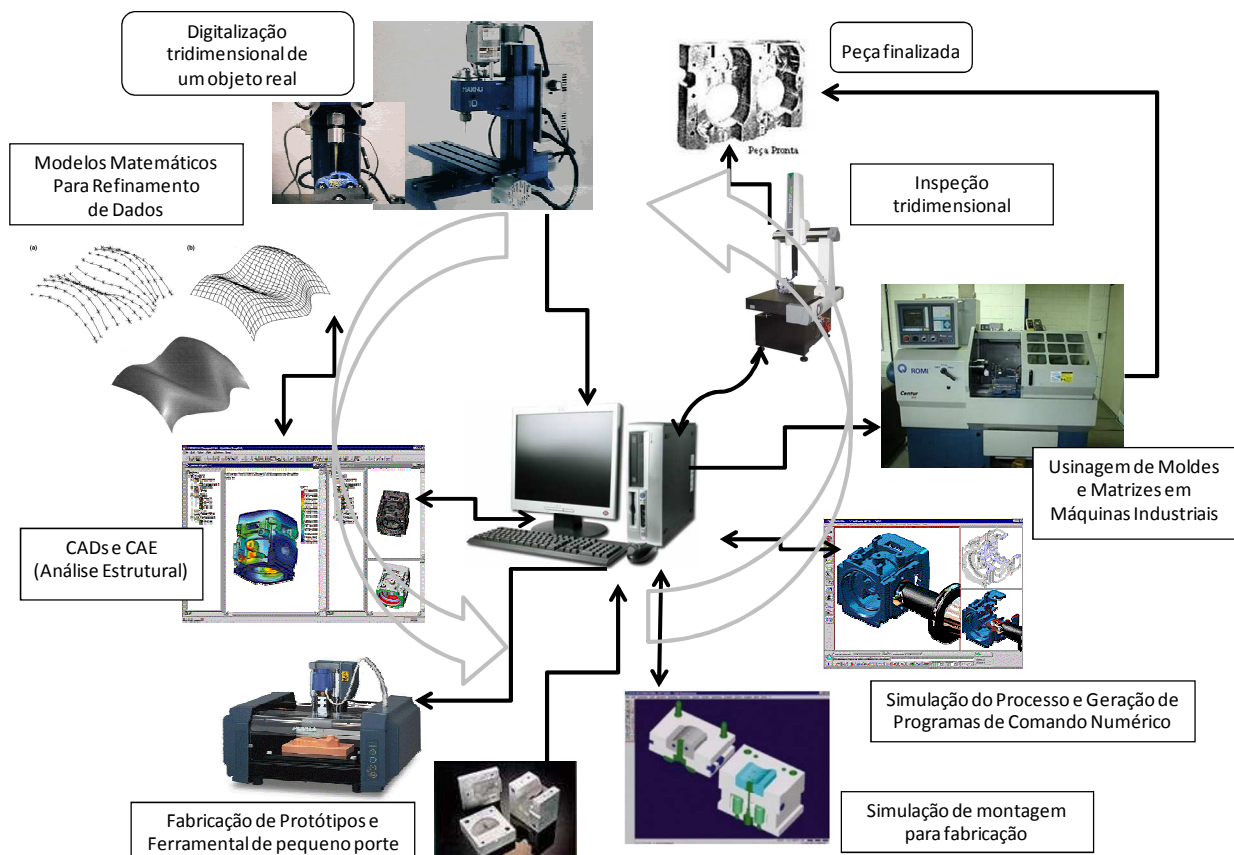 Digitalização
tridimensional de
um objeto real
Peça finalizada
Peça Pronta
Modelos Matemáticos
Para Refinamento
de Dados
(a)
(b)
Inspeção
tridimensional
ROMI
Centur
Usinagem de Moldes
e Matrizes em
Máquinas Industriais
CADs e CAE
(Análise Estrutural)
Simulação do Processo e Geração de
Programas de Comando Numérico
Fabricação de Protótipos e
Ferramental de pequeno porte
Simulação de montagem
para fabricação